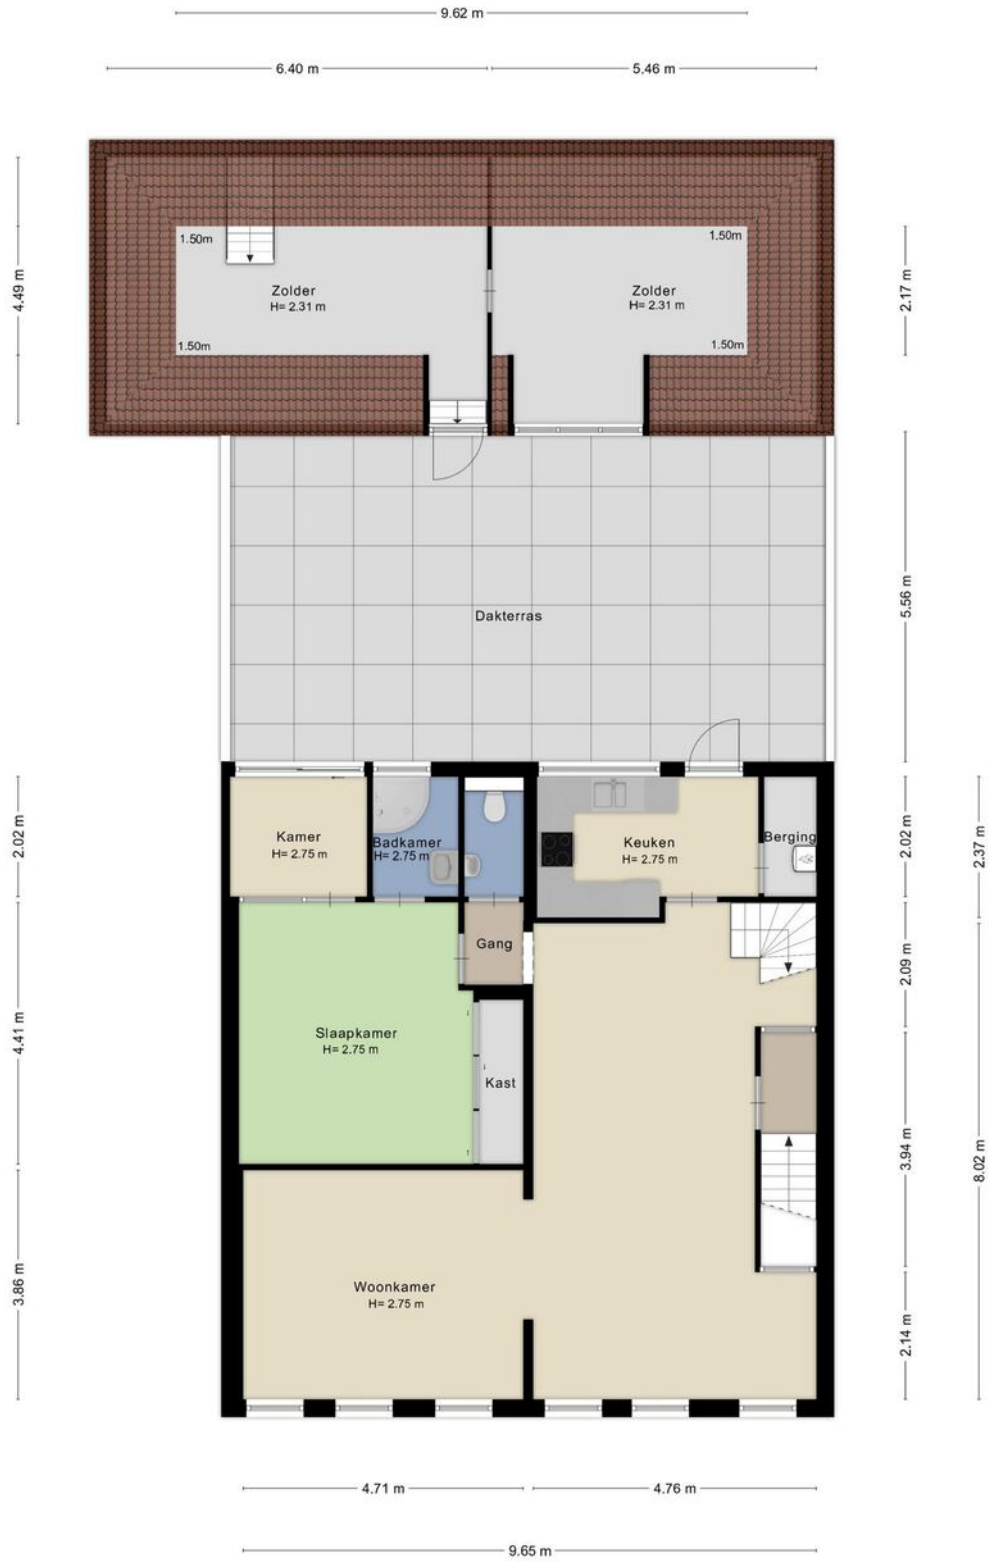 9.62 m
6.40 m
5.46 m
1.50m
1.50m
4.49 m
Zolder
H= 2.31 m
Zolder
H= 2.31 m
2.17 m
1.50m
1.50m
5.56 m
Dakterras
2.02 m
Kamer
H= 2.75 m
Badkamer
H= 2.75 m
Keuken
H= 2.75 m
Berging
2.02 m
2.37 m
Gang
2.09 m
4.41 m
Slaapkamer
H= 2.75 m
Kast
3.94 m
8.02 m
3.86 m
Woonkamer
H= 2.75 m
2.14 m
4.71 m
4.76 m
9.65 m